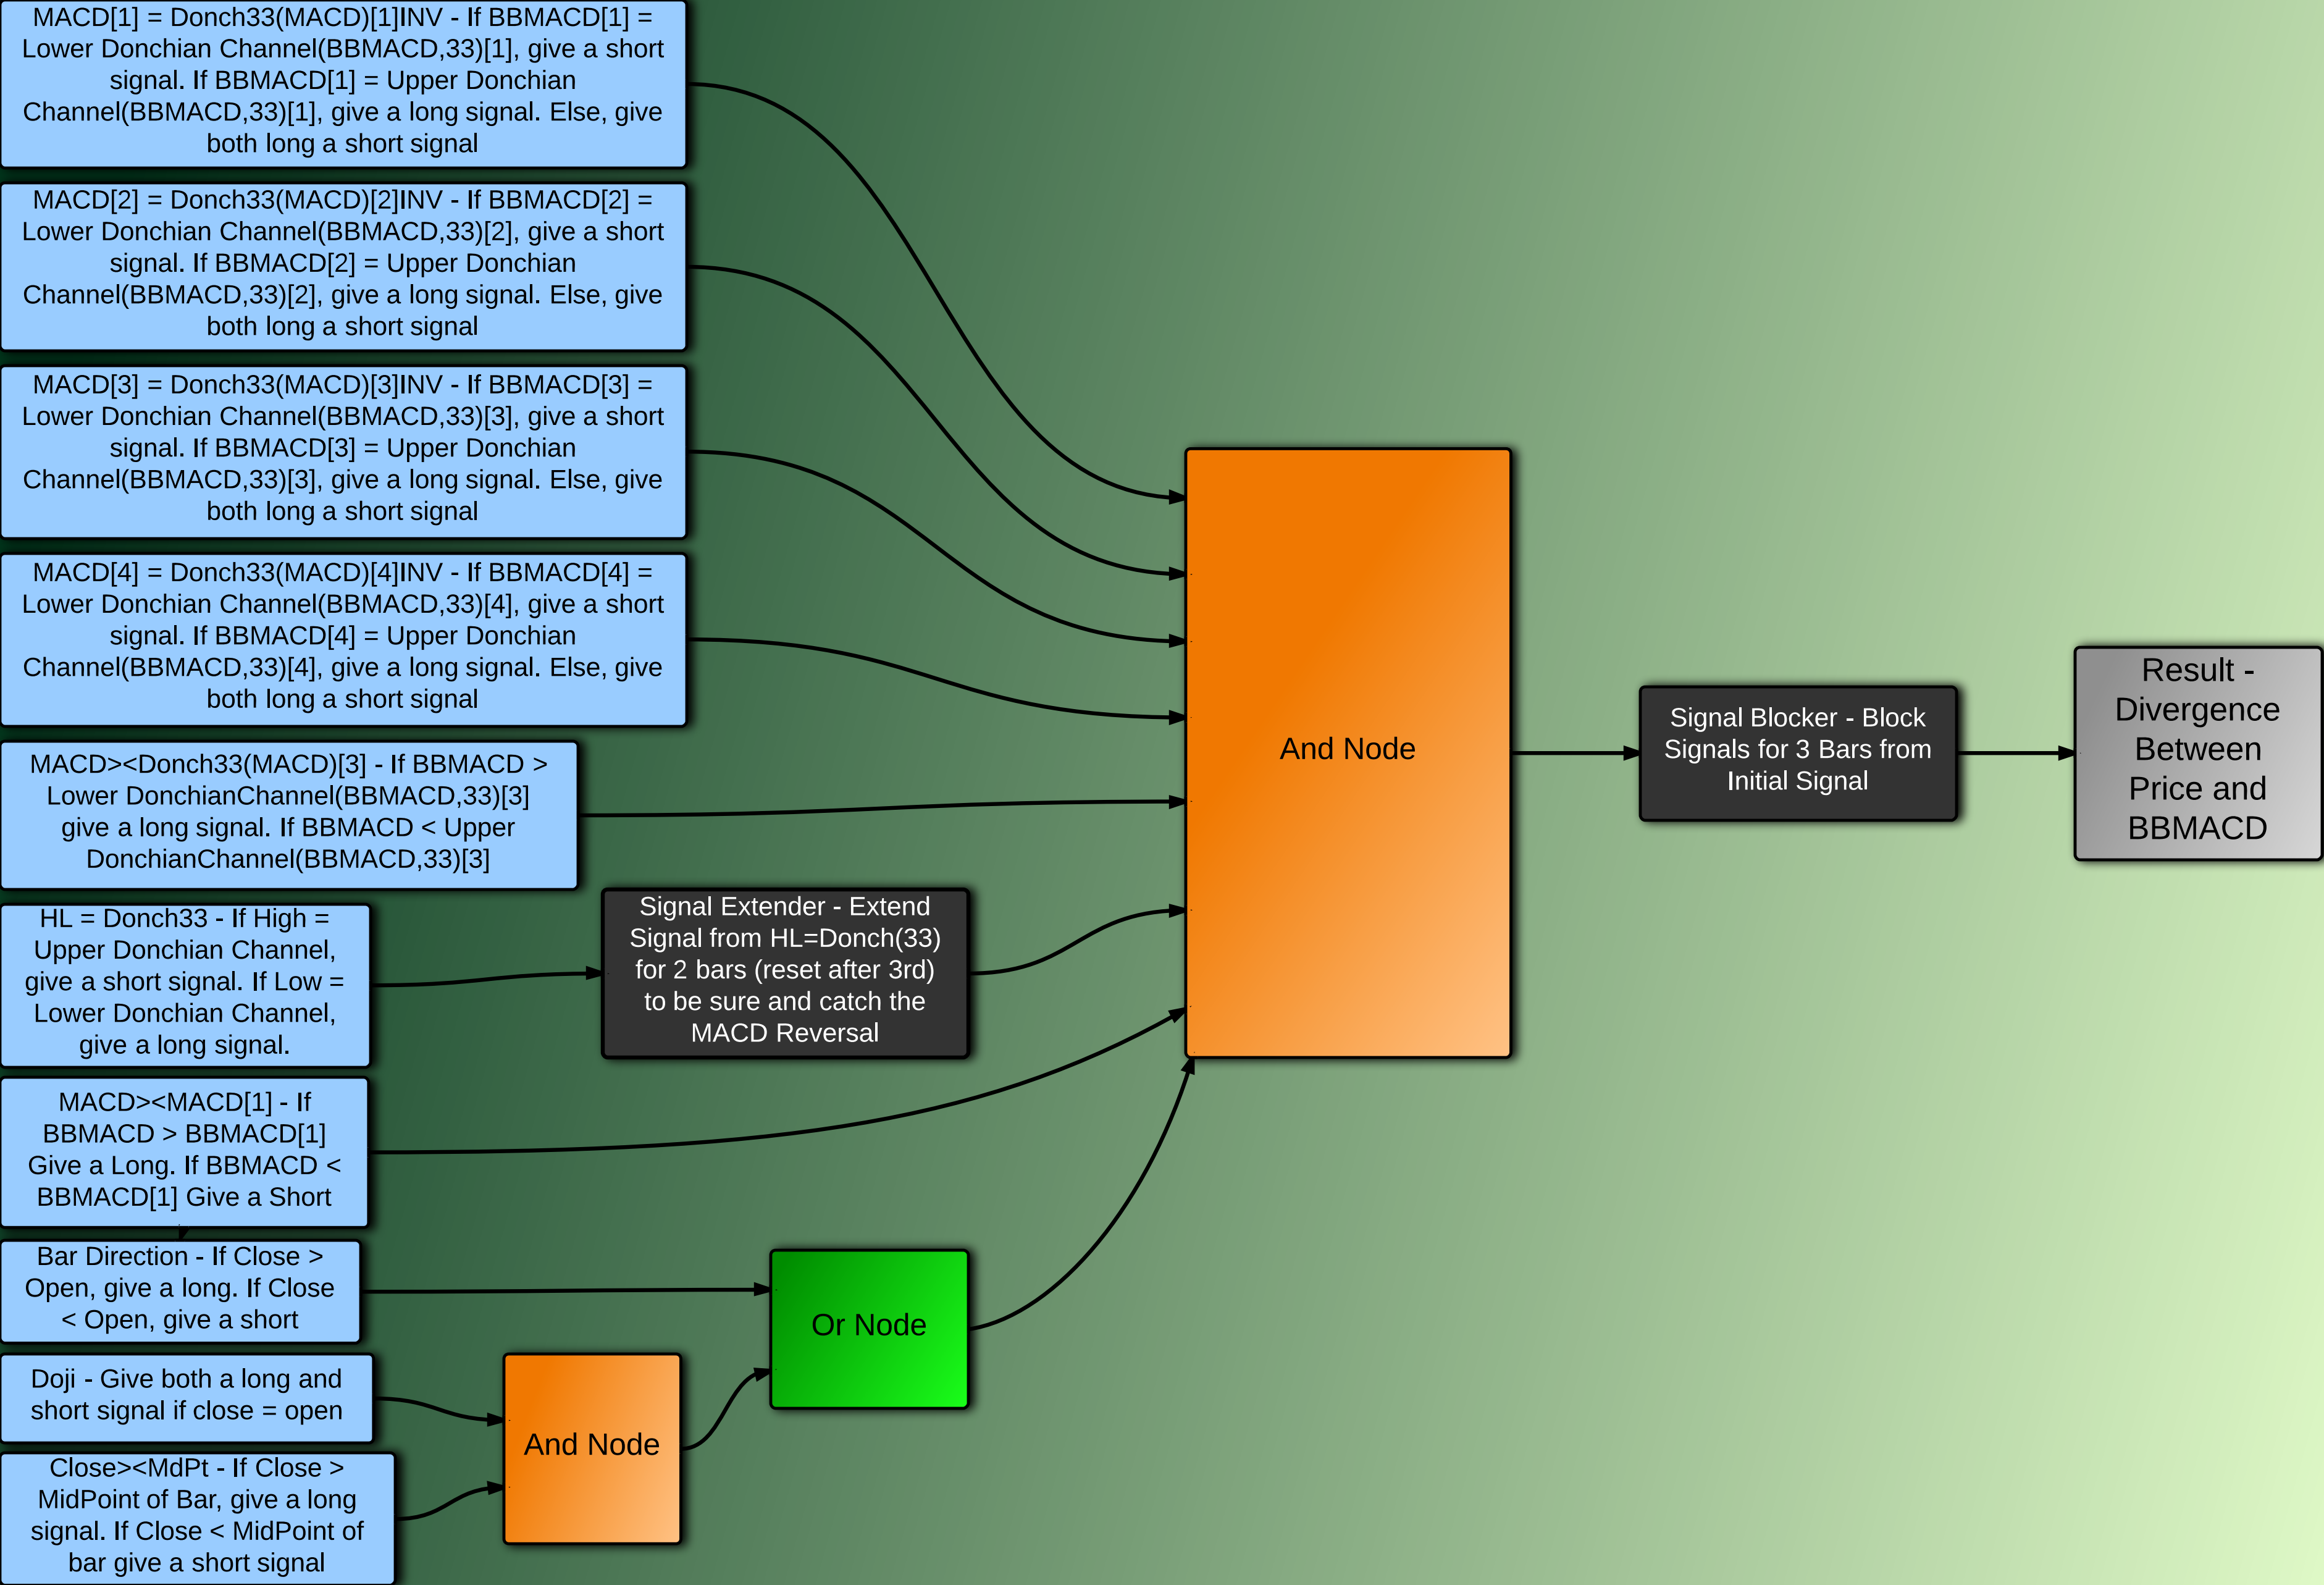 MACD[1] = Donch33(MACD)[1]INV - If BBMACD[1] =
Lower Donchian Channel(BBMACD,33)[1], give a short
signal. If BBMACD[1] = Upper Donchian
Channel(BBMACD,33)[1], give a long signal. Else, give
both long a short signal
MACD[2] = Donch33(MACD)[2]INV - If BBMACD[2] =
Lower Donchian Channel(BBMACD,33)[2], give a short
signal. If BBMACD[2] = Upper Donchian
Channel(BBMACD,33)[2], give a long signal. Else, give
both long a short signal
MACD[3] = Donch33(MACD)[3]INV - If BBMACD[3] =
Lower Donchian Channel(BBMACD,33)[3], give a short
signal. If BBMACD[3] = Upper Donchian
Channel(BBMACD,33)[3], give a long signal. Else, give
both long a short signal
MACD[4] = Donch33(MACD)[4]INV - If BBMACD[4] =
Lower Donchian Channel(BBMACD,33)[4], give a short
signal. If BBMACD[4] = Upper Donchian
Channel(BBMACD,33)[4], give a long signal. Else, give
both long a short signal
MACD><Donch33(MACD)[3] - If BBMACD >
Lower DonchianChannel(BBMACD,33)[3]
give a long signal. If BBMACD < Upper
DonchianChannel(BBMACD,33)[3]
HL = Donch33 - If High =
Upper Donchian Channel,
give a short signal. If Low =
Lower Donchian Channel,
give a long signal.
Signal Extender - Extend
Signal from HL=Donch(33)
for 2 bars (reset after 3rd)
to be sure and catch the
MACD Reversal
MACD><MACD[1] - If
BBMACD > BBMACD[1]
Give a Long. If BBMACD <
BBMACD[1] Give a Short
Bar Direction - If Close >
Open, give a long. If Close
< Open, give a short
Doji - Give both a long and
short signal if close = open
Close><MdPt - If Close >
MidPoint of Bar, give a long
signal. If Close < MidPoint of
bar give a short signal
And Node
Or Node
And Node
Signal Blocker - Block
Signals for 3 Bars from
Initial Signal
Result -
Divergence
Between
Price and
BBMACD